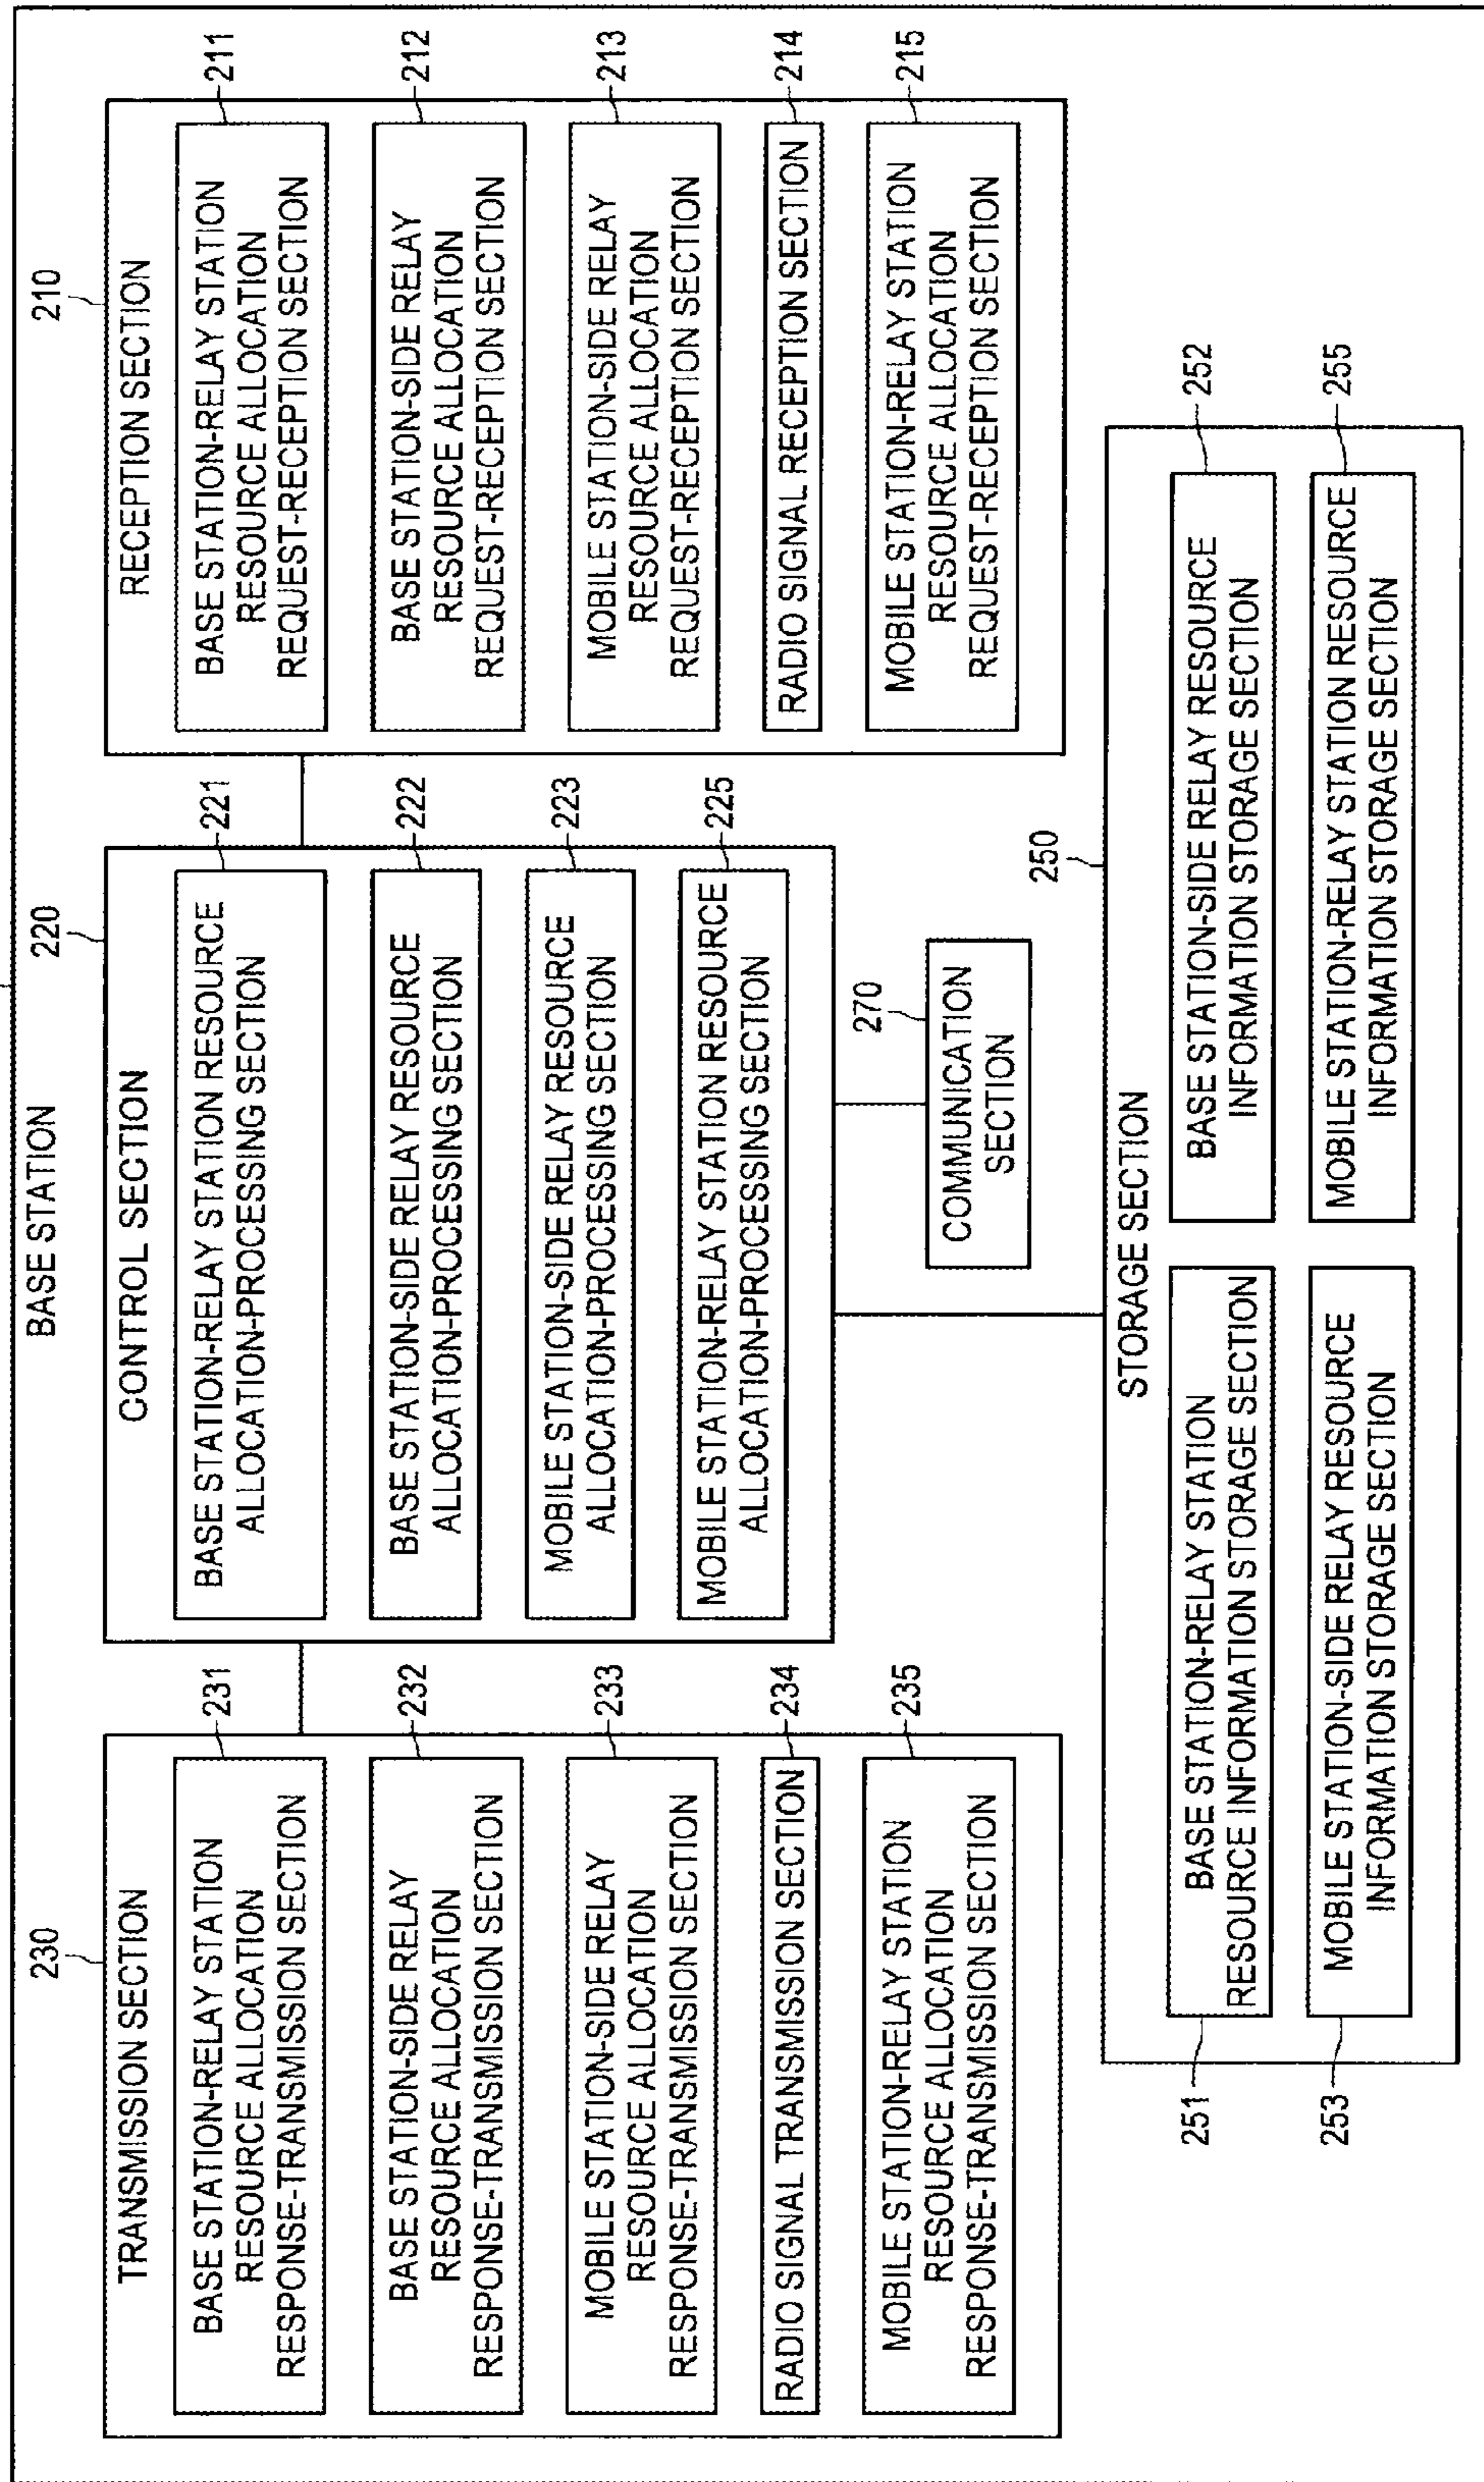 BASE STATION
230
TRANSMISSION SECTION
BASE STATION-RELAY STATION
RESOURCE ALLOCATION
RESPONSE-TRANSMISSION SECTION
231
BASE STATION-SIDE RELAY
RESOURCE ALLOCATION
RESPONSE-TRANSMISSION SECTION
232
MOBILE STATION-SIDE RELAY
RESOURCE ALLOCATION
RESPONSE-TRANSMISSION SECTION
233
RADIO SIGNAL TRANSMISSION SECTION
234
MOBILE STATION-RELAY STATION
RESOURCE ALLOCATION
RESPONSE-TRANSMISSION SECTION
235
220
CONTROL SECTION
BASE STATION-RELAY STATION RESOURCE
ALLOCATION-PROCESSING SECTION
221
BASE STATION-SIDE RELAY RESOURCE
ALLOCATION-PROCESSING SECTION
222
MOBILE STATION-SIDE RELAY RESOURCE
ALLOCATION-PROCESSING SECTION
223
MOBILE STATION-RELAY STATION RESOURCE
ALLOCATION-PROCESSING SECTION
225
210
RECEPTION SECTION
BASE STATION-RELAY STATION
RESOURCE ALLOCATION
REQUEST-RECEPTION SECTION
211
BASE STATION-SIDE RELAY
RESOURCE ALLOCATION
REQUEST-RECEPTION SECTION
212
MOBILE STATION-SIDE RELAY
RESOURCE ALLOCATION
REQUEST-RECEPTION SECTION
213
RADIO SIGNAL RECEPTION SECTION
214
MOBILE STATION-RELAY STATION
RESOURCE ALLOCATION
REQUEST-RECEPTION SECTION
215
270
COMMUNICATION
SECTION
250
STORAGE SECTION
251
BASE STATION-RELAY STATION
RESOURCE INFORMATION STORAGE SECTION
BASE STATION-SIDE RELAY RESOURCE
INFORMATION STORAGE SECTION
252
253
MOBILE STATION-SIDE RELAY RESOURCE
INFORMATION STORAGE SECTION
MOBILE STATION-RELAY STATION RESOURCE
INFORMATION STORAGE SECTION
255